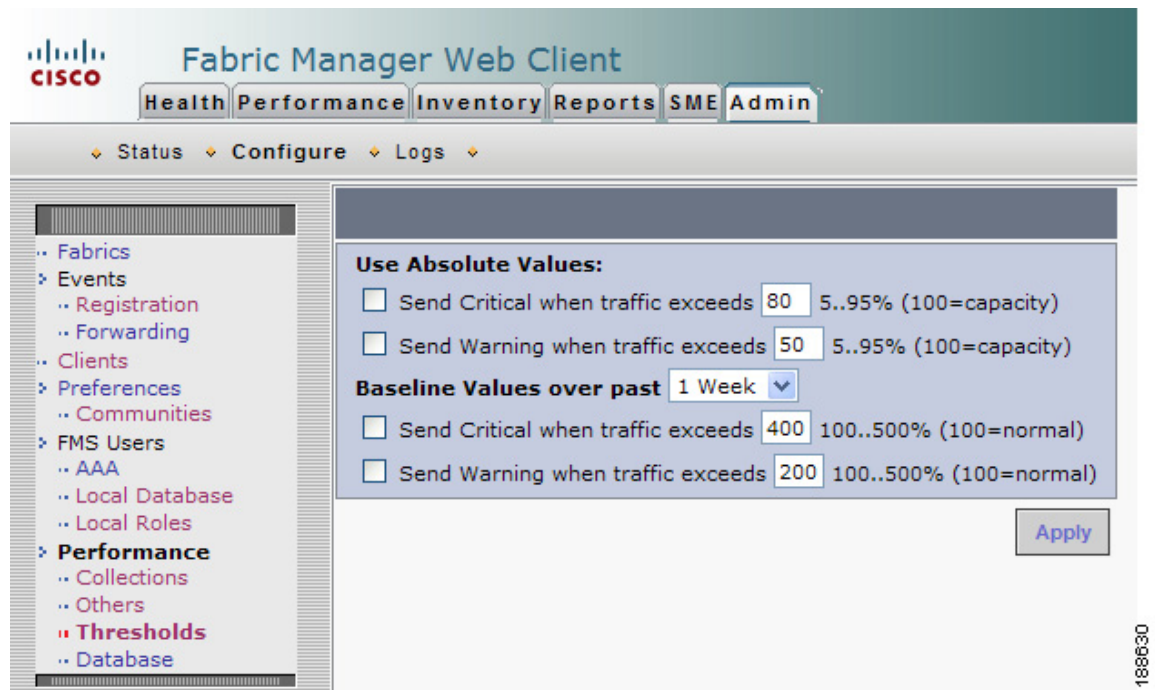 CISCO
Fabric Manager Web Client
Health Performance Inventory Reports SME Admin
Status Configure Logs
Fabrics
Events
Registration
Forwarding
Clients
Preferences
Communities
FMS Users
AAA
Local Database
Local Roles
Performance
Collections
Others
Thresholds
Database
Use Absolute Values:
Send Critical when traffic exceeds 80 5..95% (100=capacity)
Send Warning when traffic exceeds 50 5..95% (100=capacity)
Baseline Values over past 1 Week
Send Critical when traffic exceeds 400 100..500% (100=normal)
Send Warning when traffic exceeds 200 100..500% (100=normal)
Apply
188630